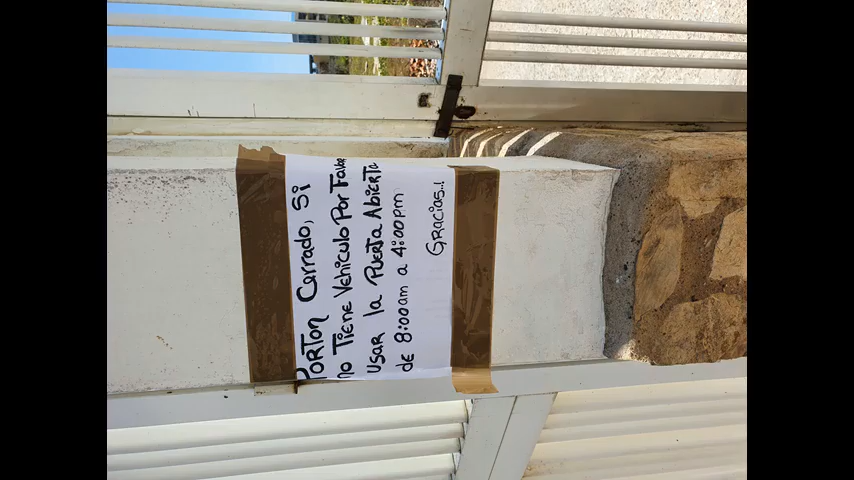 PORTON Cerrado, Si
no Tiene Vehiculo Por Favor
Usar la Puerta Abierta
de 8:00am a 4:00pm
Gracias..!